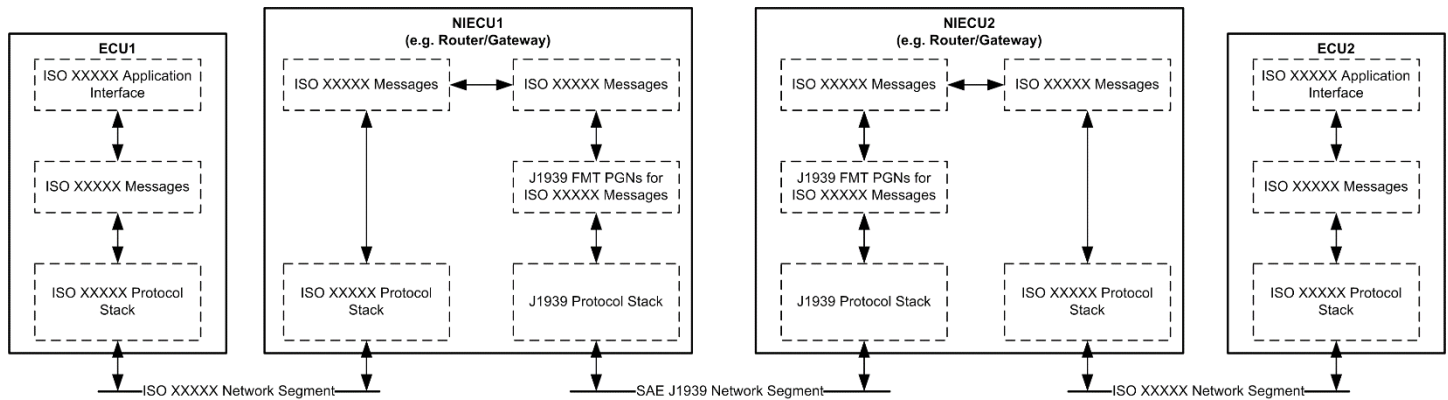 ECU1
ISO XXXXX Application
Interface
ISO XXXXX Messages
ISO XXXXX Protocol
Stack
NIECU1
(e.g. Router/Gateway)
ISO XXXXX Messages
ISO XXXXX Messages
J1939 FMT PGNs for
ISO XXXXX Messages
ISO XXXXX Protocol
Stack
J1939 Protocol Stack
NIECU2
(e.g. Router/Gateway)
ISO XXXXX Messages
ISO XXXXX Messages
J1939 FMT PGNs for
ISO XXXXX Messages
J1939 Protocol Stack
ISO XXXXX Protocol
Stack
ECU2
ISO XXXXX Application
Interface
ISO XXXXX Messages
ISO XXXXX Protocol
Stack
ISO XXXXX Network Segment
SAE J1939 Network Segment
ISO XXXXX Network Segment